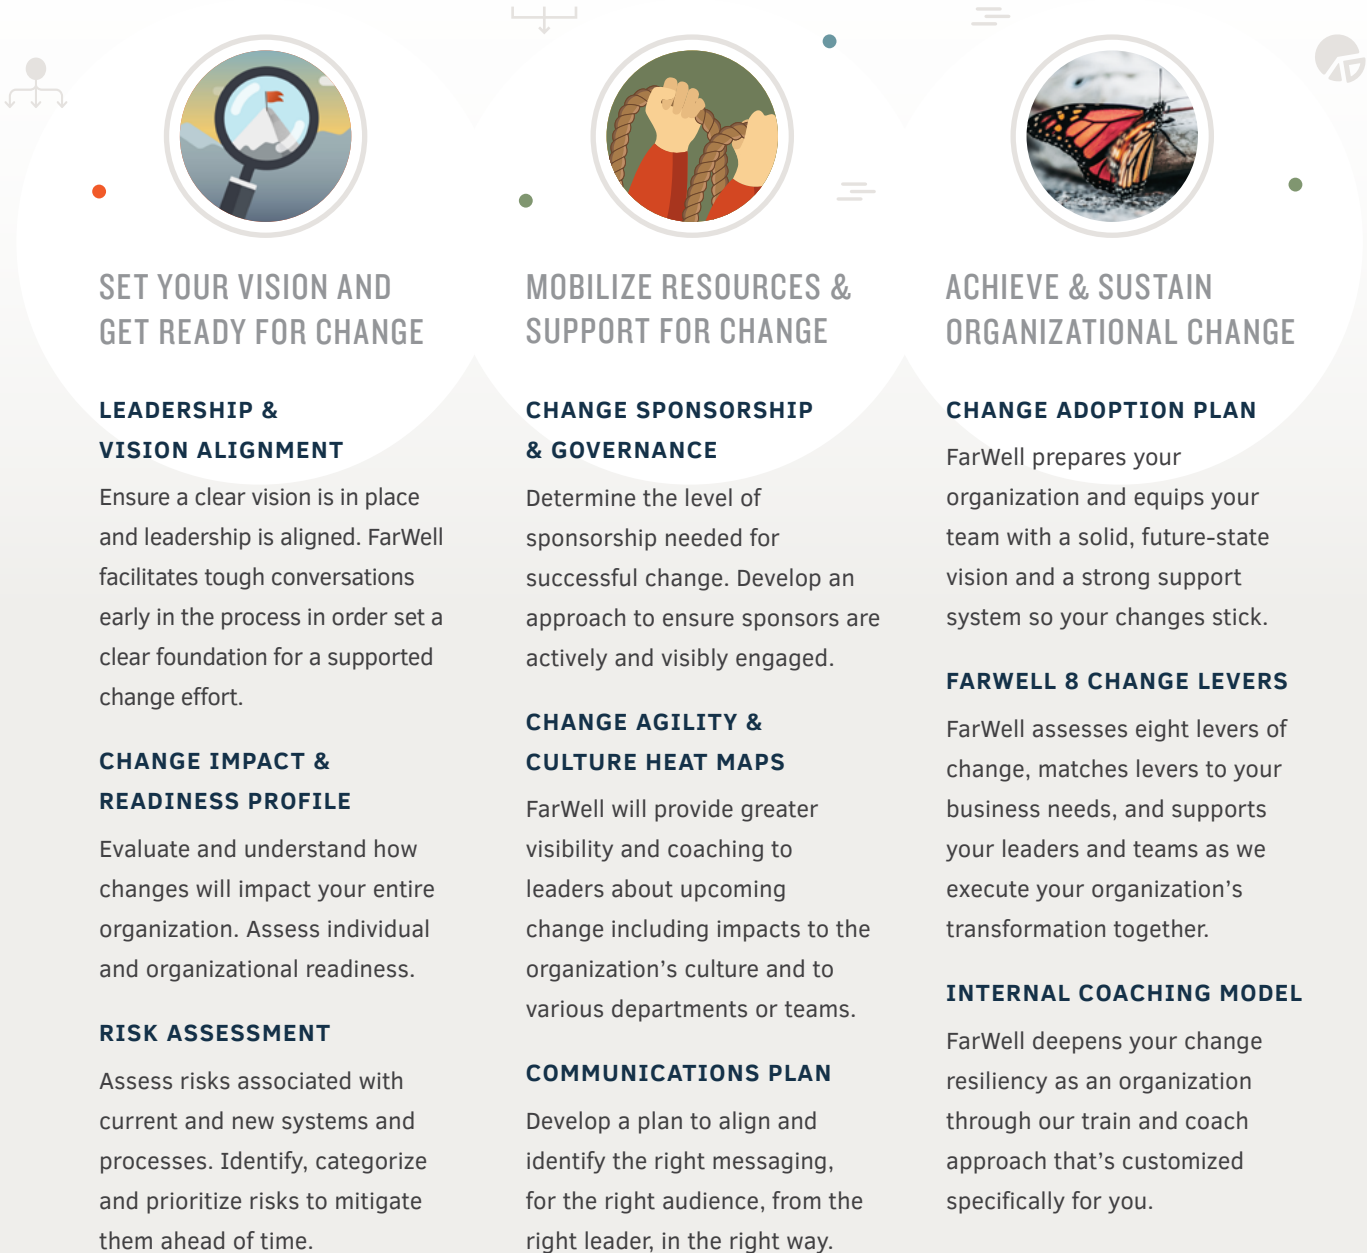 SET YOUR VISION AND
GET READY FOR CHANGE
LEADERSHIP &
VISION ALIGNMENT
Ensure a clear vision is in place
and leadership is aligned. FarWell
facilitates tough conversations
early in the process in order set a
clear foundation for a supported
change effort.
CHANGE IMPACT &
READINESS PROFILE
Evaluate and understand how
changes will impact your entire
organization. Assess individual
and organizational readiness.
RISK ASSESSMENT
Assess risks associated with
current and new systems and
processes. Identify, categorize
and prioritize risks to mitigate
them ahead of time.
MOBILIZE RESOURCES &
SUPPORT FOR CHANGE
CHANGE SPONSORSHIP
& GOVERNANCE
Determine the level of
sponsorship needed for
successful change. Develop an
approach to ensure sponsors are
actively and visibly engaged.
CHANGE AGILITY &
CULTURE HEAT MAPS
FarWell will provide greater
visibility and coaching to
leaders about upcoming
change including impacts to the
organization’s culture and to
various departments or teams.
COMMUNICATIONS PLAN
Develop a plan to align and
identify the right messaging,
for the right audience, from the
right leader, in the right way.
ACHIEVE & SUSTAIN
ORGANIZATIONAL CHANGE
CHANGE ADOPTION PLAN
FarWell prepares your
organization and equips your
team with a solid, future-state
vision and a strong support
system so your changes stick.
FARWELL 8 CHANGE LEVERS
FarWell assesses eight levers of
change, matches levers to your
business needs, and supports
your leaders and teams as we
execute your organization’s
transformation together.
INTERNAL COACHING MODEL
FarWell deepens your change
resiliency as an organization
through our train and coach
approach that’s customized
specifically for you.